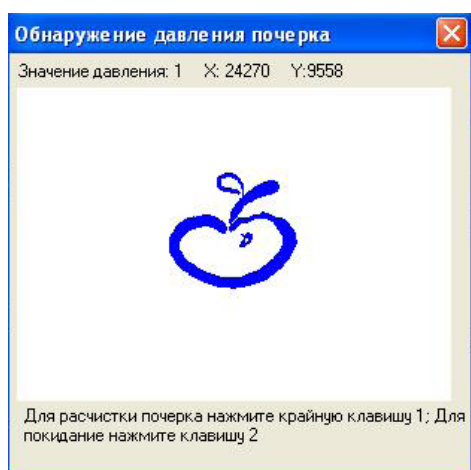 Обнаружение давления почерка
Значение давления: 1 X: 24270 Y:9558
Для расчистки почерка нажмите крайную клавишу 1; Для
покидание нажмите клавишу 2